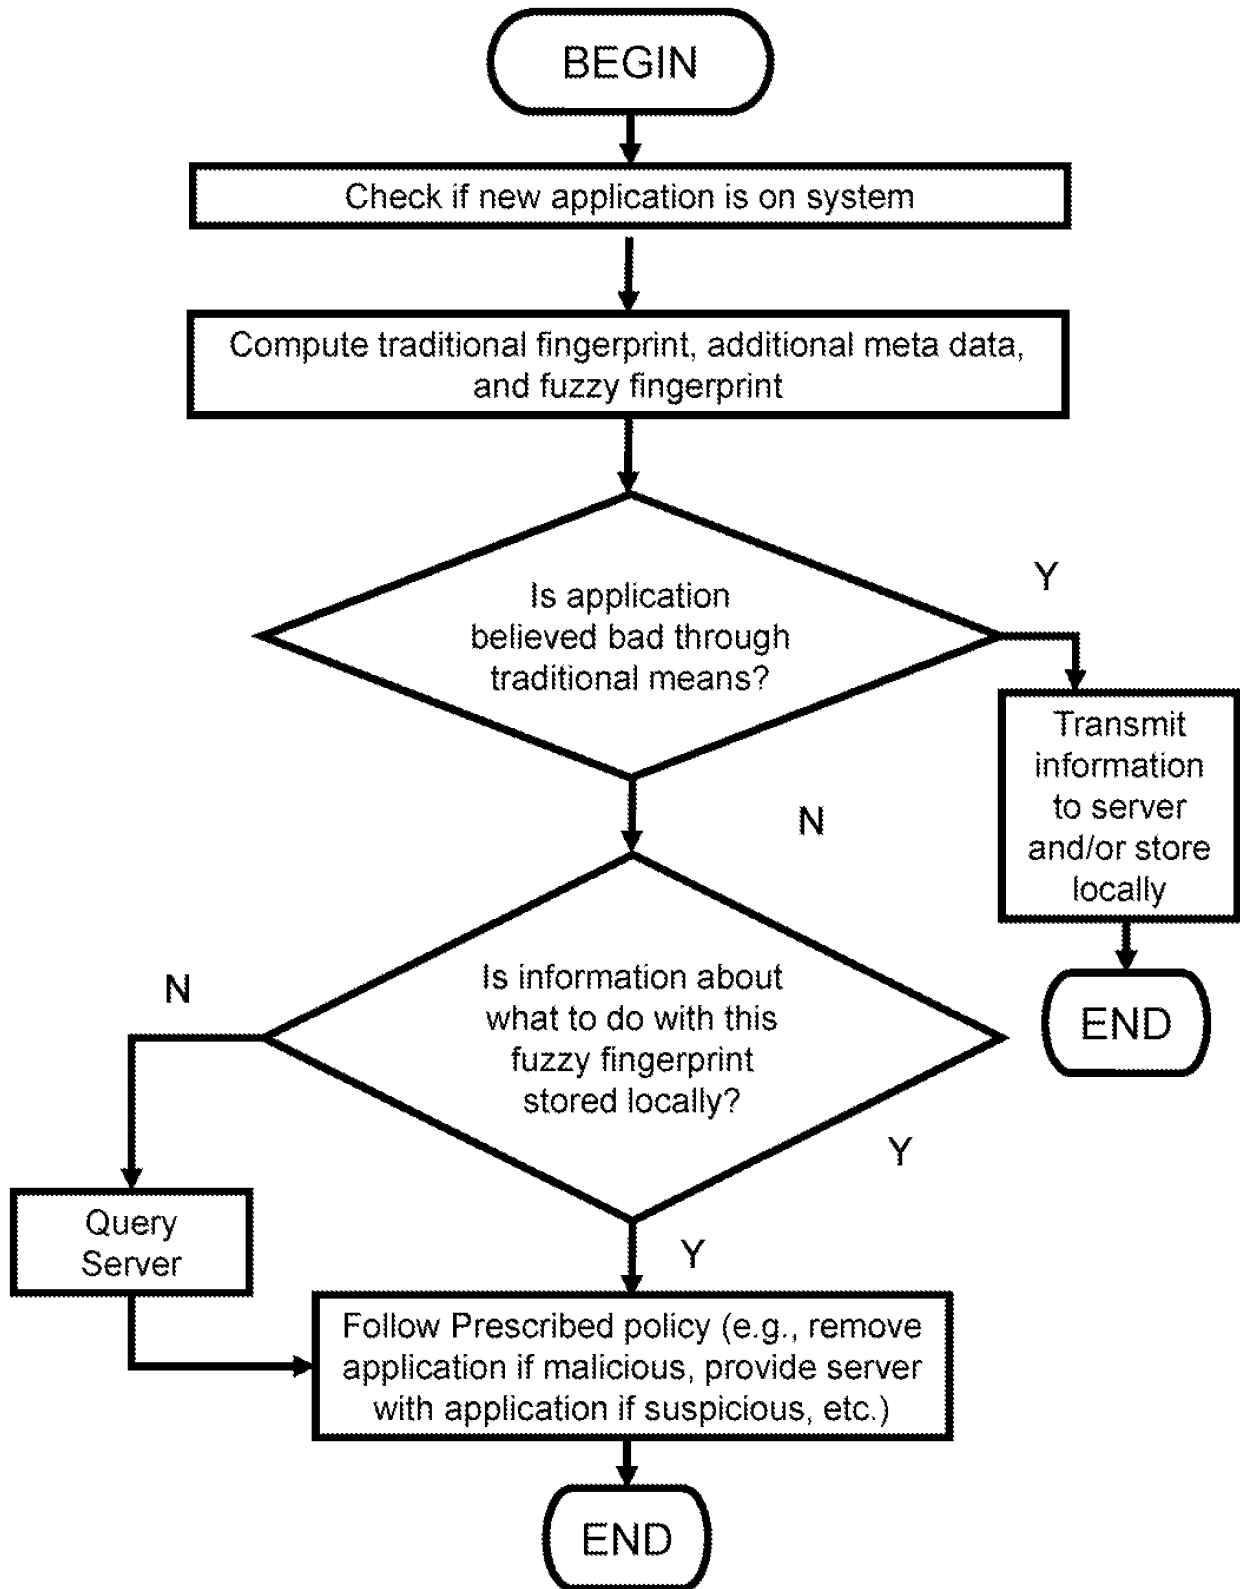 BEGIN
Check if new application is on system
Compute traditional fingerprint, additional meta data,
and fuzzy fingerprint
Is application
believed bad through
traditional means?
Y
Transmit
information
to server
and/or store
locally
END
N
Is information about
what to do with this
fuzzy fingerprint
stored locally?
N
Y
Query
Server
Y
Follow Prescribed policy (e.g., remove
application if malicious, provide server
with application if suspicious, etc.)
END